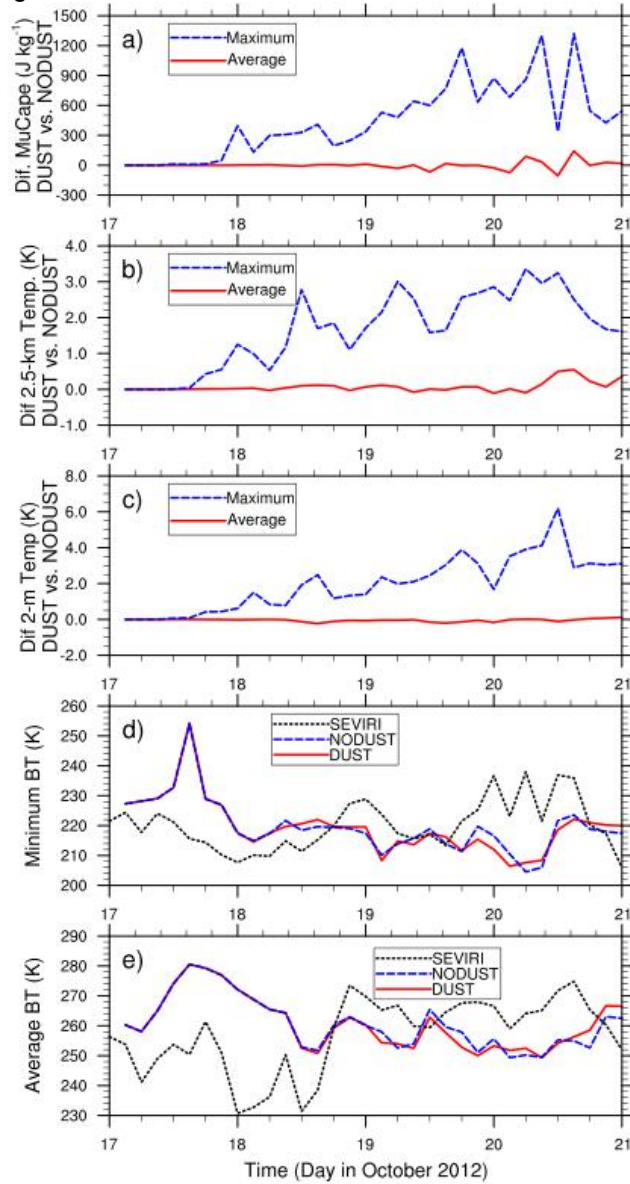 a)
Maximum
Average
Dif. MuCape (J kg⁻¹)
DUST vs. NODUST
1500
1200
900
600
300
0
-300
17 18 19 20 21
b)
Maximum
Average
Dif 2.5-km Temp. (K)
DUST vs. NODUST
4.0
3.0
2.0
1.0
0.0
-1.0
17 18 19 20 21
c)
Maximum
Average
Dif 2-m Temp (K)
DUST vs. NODUST
8.0
6.0
4.0
2.0
0.0
-2.0
17 18 19 20 21
d)
SEVIRI
NODUST
DUST
Minimum BT (K)
260
250
240
230
220
210
200
17 18 19 20 21
e)
SEVIRI
NODUST
DUST
Average BT (K)
290
280
270
260
250
240
230
17 18 19 20 21
Time (Day in October 2012)